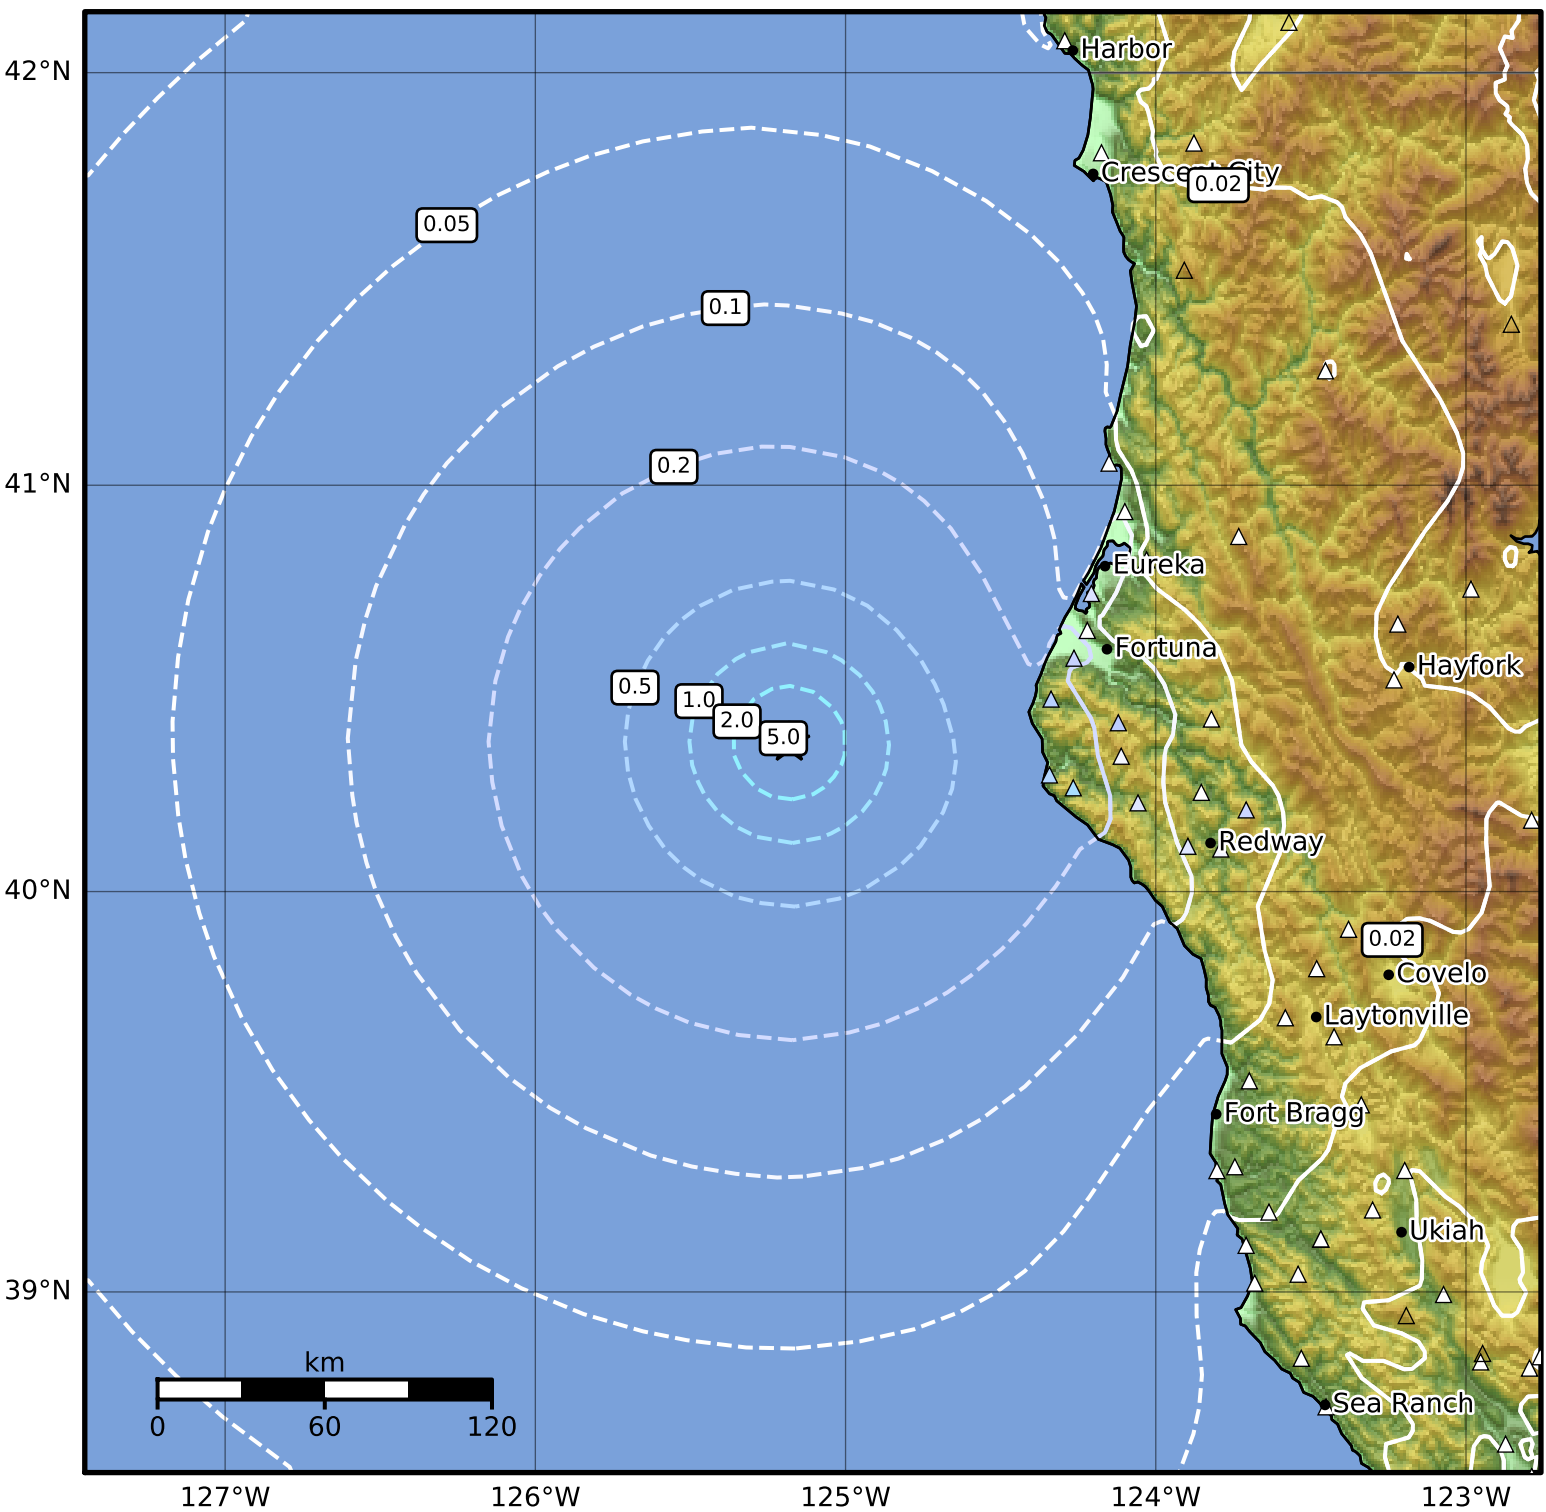 Harbor
42°N
Crescent City
0.02
0.05
0.1
0.2
41°N
Eureka
Fortuna
Hayfork
0.5
1.0
2.0
5.0
Redway
40°N
0.02
Covelo
Laytonville
Fort Bragg
Ukiah
39°N
km
0 60 120
Sea Ranch
127°W 126°W 125°W 124°W 123°W